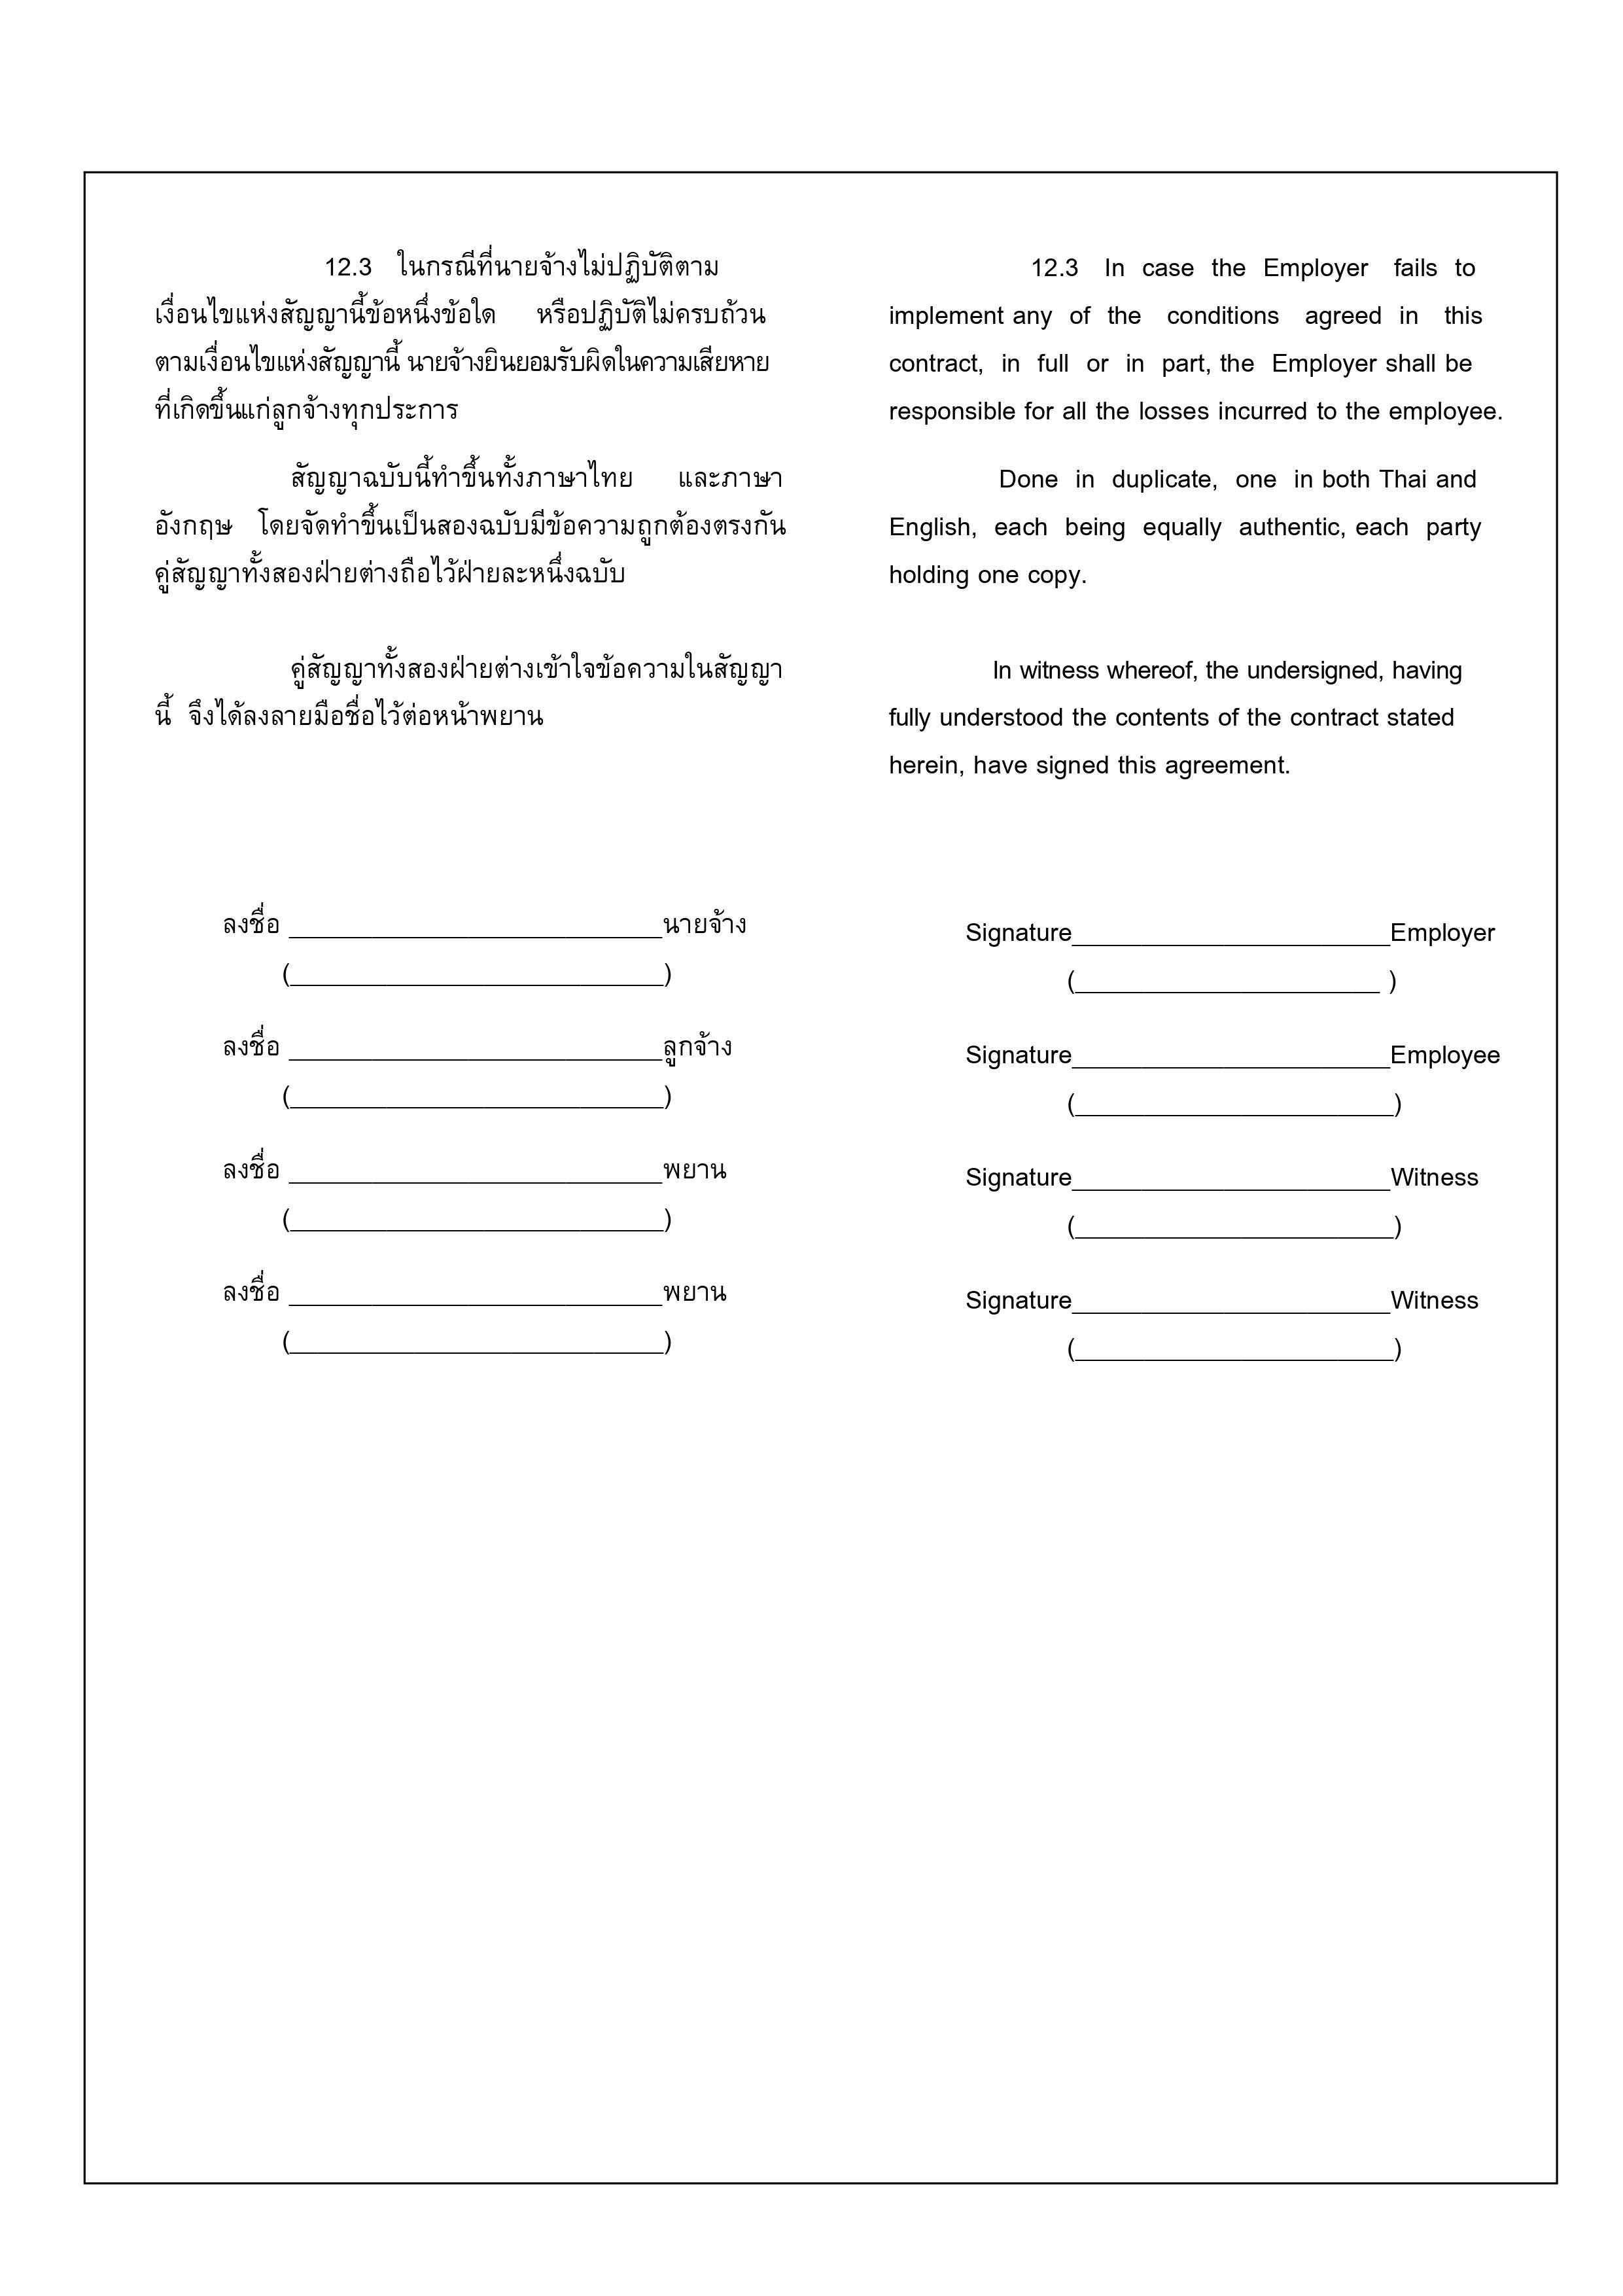 12.3 ในกรณีที่นายจ้างไม่ปฏิบัติตาม
เงื่อนไขแห่งสัญญานี้ข้อหนึ่งข้อใด หรือปฏิบัติไม่ครบถ้วน
ตามเงื่อนไขแห่งสัญญานี้ นายจ้างยินยอมรับผิดในความเสียหาย
ที่เกิดขึ้นแก่ลูกจ้างทุกประการ
สัญญาฉบับนี้ทำขึ้นทั้งภาษาไทย และภาษา
อังกฤษ โดยจัดทำขึ้นเป็นสองฉบับมีข้อความถูกต้องตรงกัน
คู่สัญญาทั้งสองฝ่ายต่างถือไว้ฝ่ายละหนึ่งฉบับ
คู่สัญญาทั้งสองฝ่ายต่างเข้าใจข้อความในสัญญา
นี้ จึงได้ลงลายมือชื่อไว้ต่อหน้าพยาน
ลงชื่อ ___________________________นายจ้าง
(___________________________)
ลงชื่อ ___________________________ลูกจ้าง
(___________________________)
ลงชื่อ ___________________________พยาน
(___________________________)
ลงชื่อ ___________________________พยาน
(___________________________)
12.3 In case the Employer fails to
implement any of the conditions agreed in this
contract, in full or in part, the Employer shall be
responsible for all the losses incurred to the employee.
Done in duplicate, one in both Thai and
English, each being equally authentic, each party
holding one copy.
In witness whereof, the undersigned, having
fully understood the contents of the contract stated
herein, have signed this agreement.
Signature_______________________Employer
(______________________ )
Signature_______________________Employee
(_______________________)
Signature_______________________Witness
(_______________________)
Signature_______________________Witness
(_______________________)